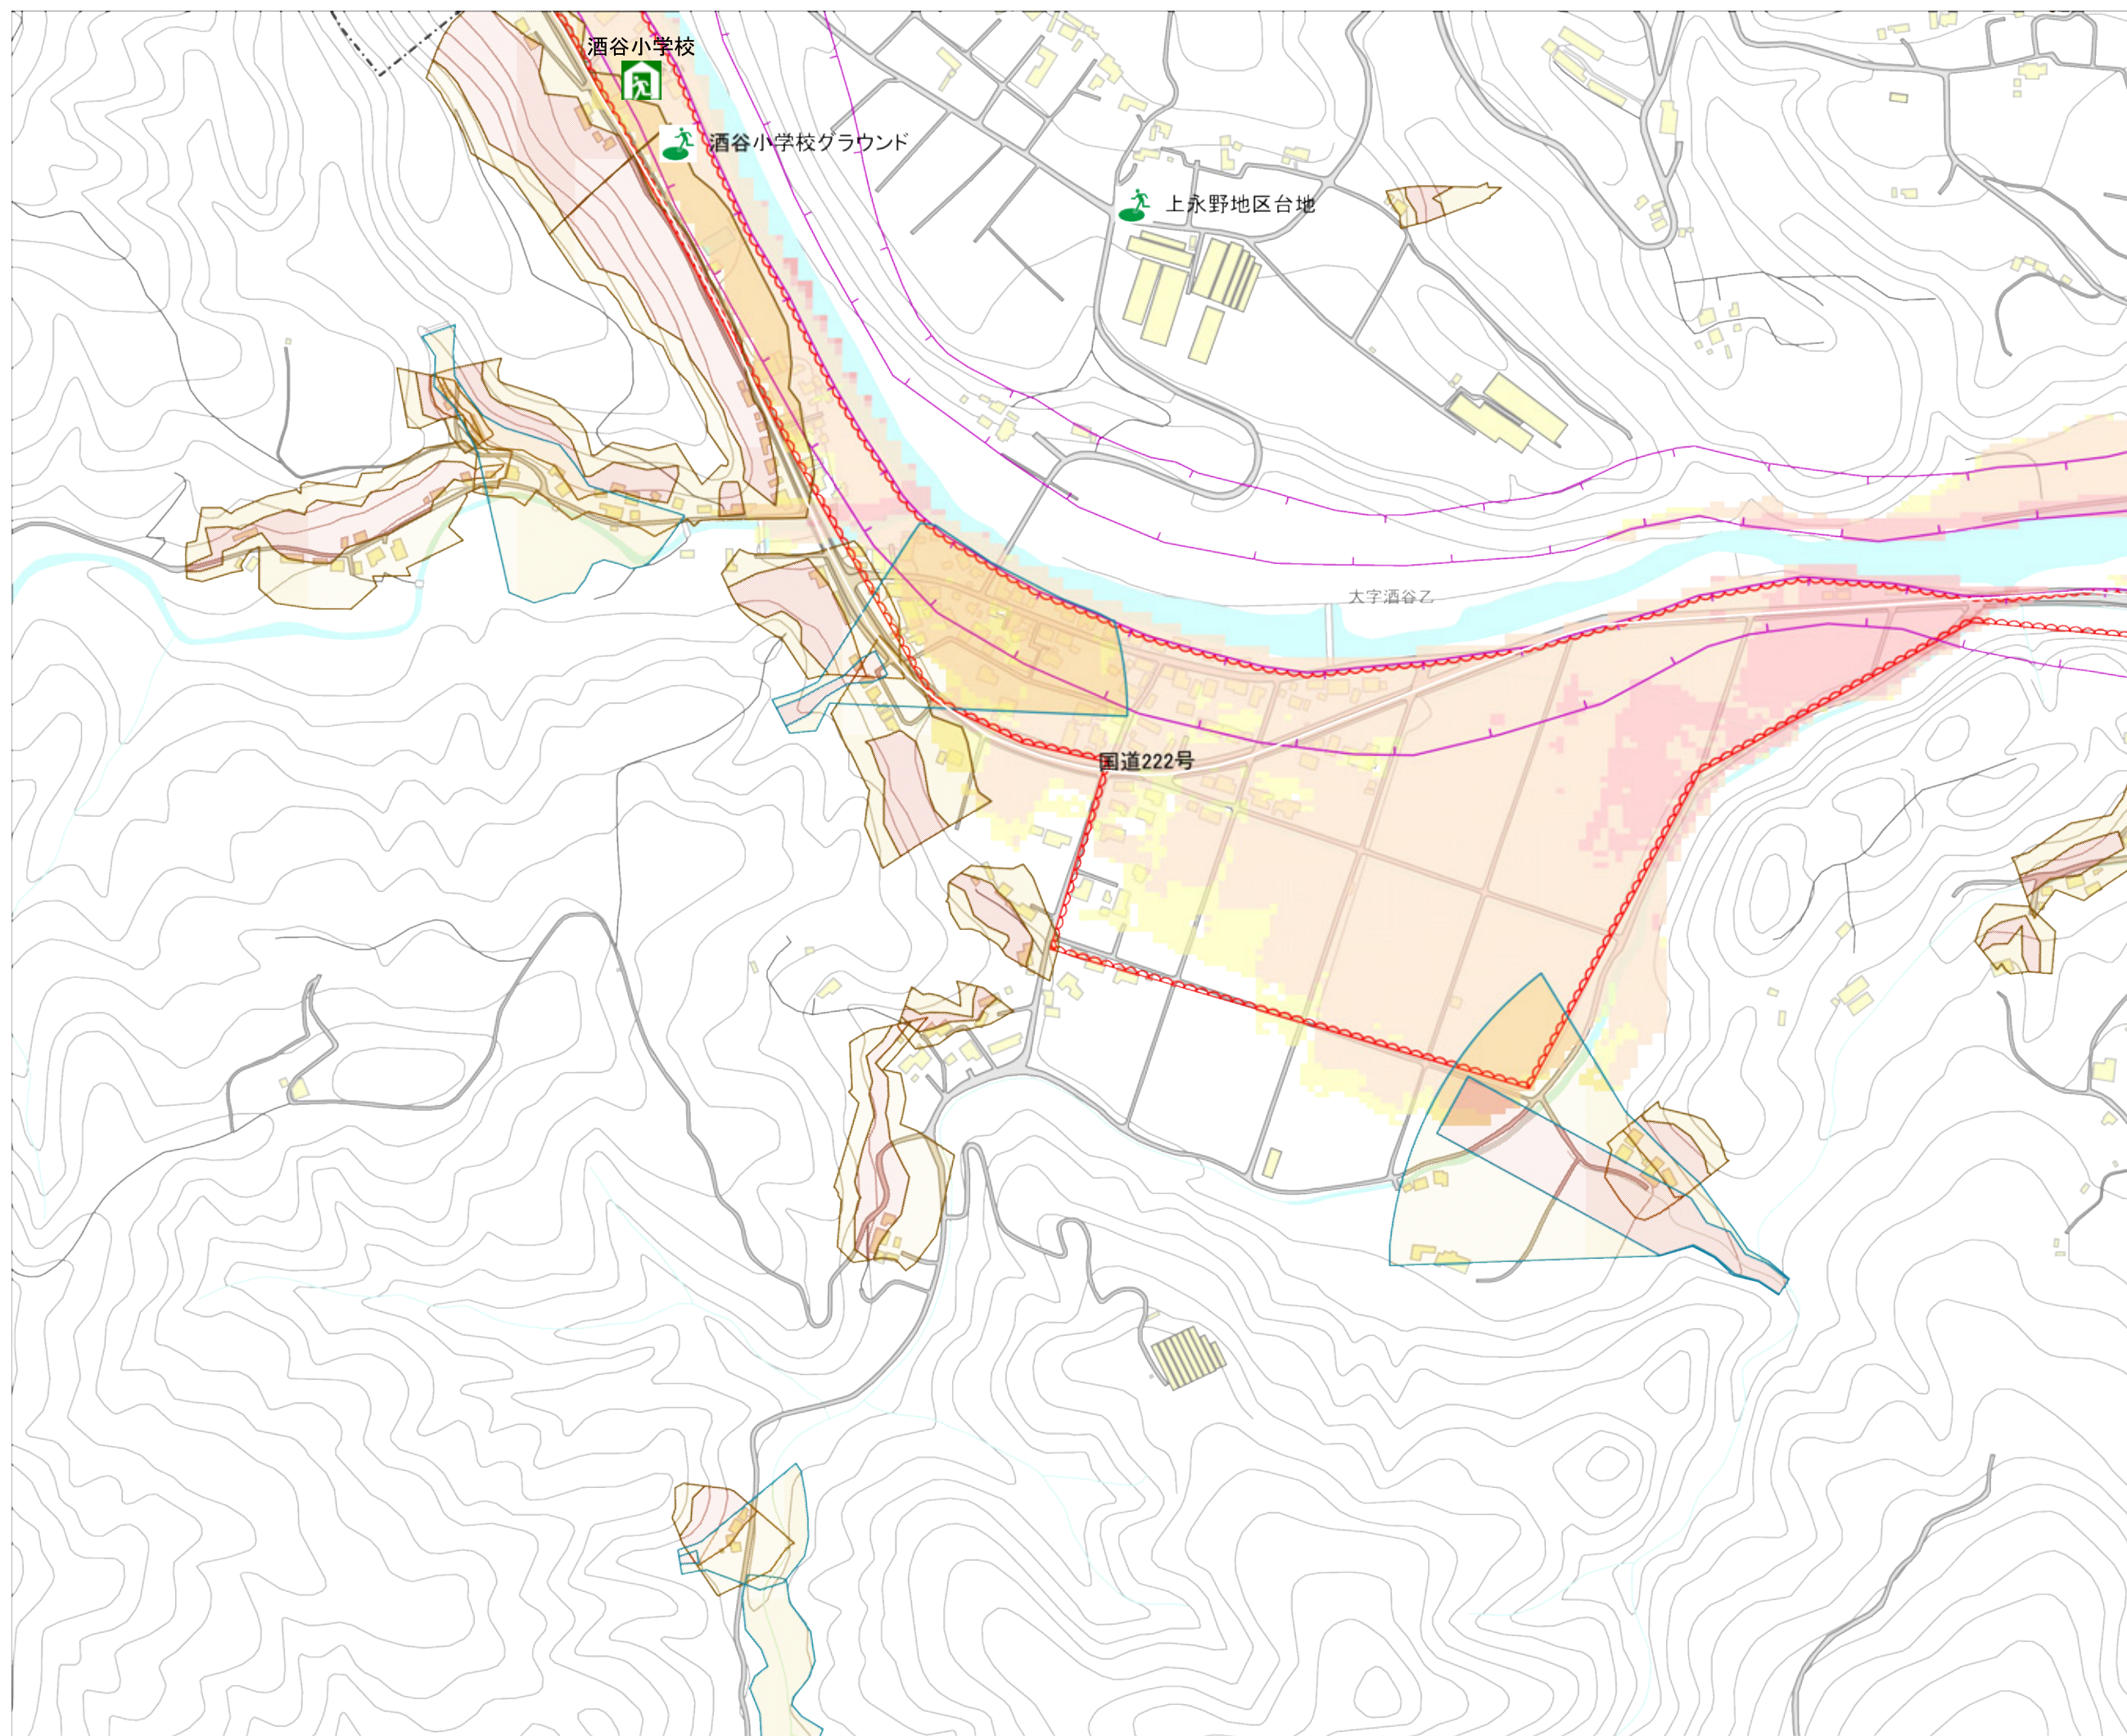 酒谷小学校
酒谷小学校グラウンド
上永野地区台地
大字酒谷乙
国道222号